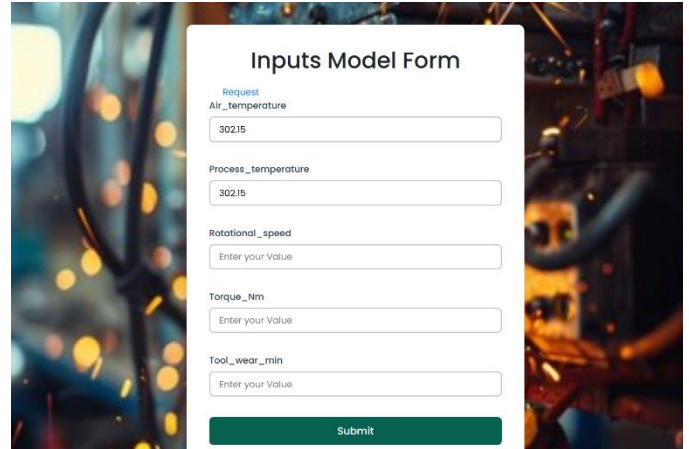 Inputs Model Form
Request
Air_temperature
302.15
Process_temperature
302.15
Rotational_speed
Enter your Value
Torque_Nm
Enter your Value
Tool_wear_min
Enter your Value
Submit